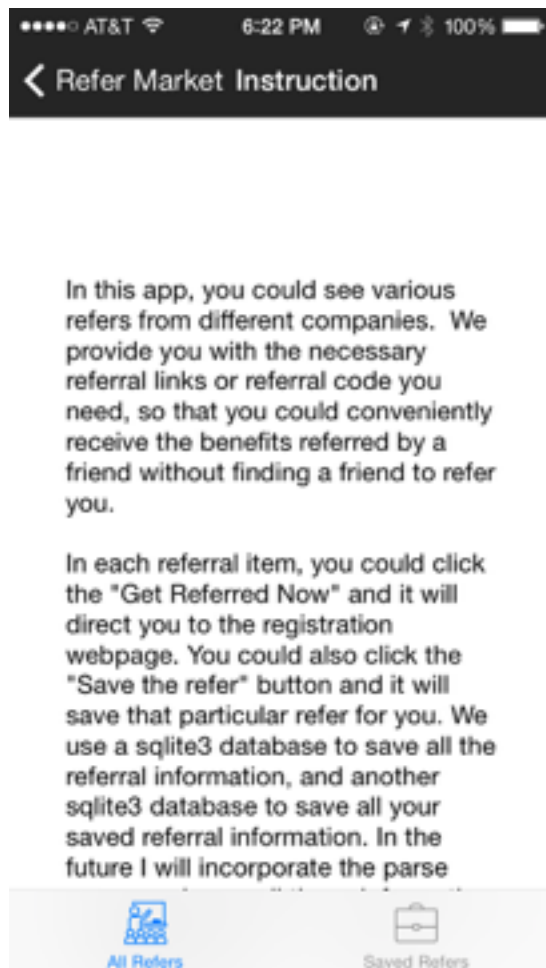 AT&T 6:22 PM 100%
Refer Market Instruction
In this app, you could see various
refers from different companies.  We
provide you with the necessary
referral links or referral code you
need, so that you could conveniently
receive the benefits referred by a
friend without finding a friend to refer
you.
In each referral item, you could click
the "Get Referred Now" and it will
direct you to the registration
webpage. You could also click the
"Save the refer" button and it will
save that particular refer for you. We
use a sqlite3 database to save all the
referral information, and another
sqlite3 database to save all your
saved referral information. In the
future I will incorporate the parse
All Refers Saved Refers